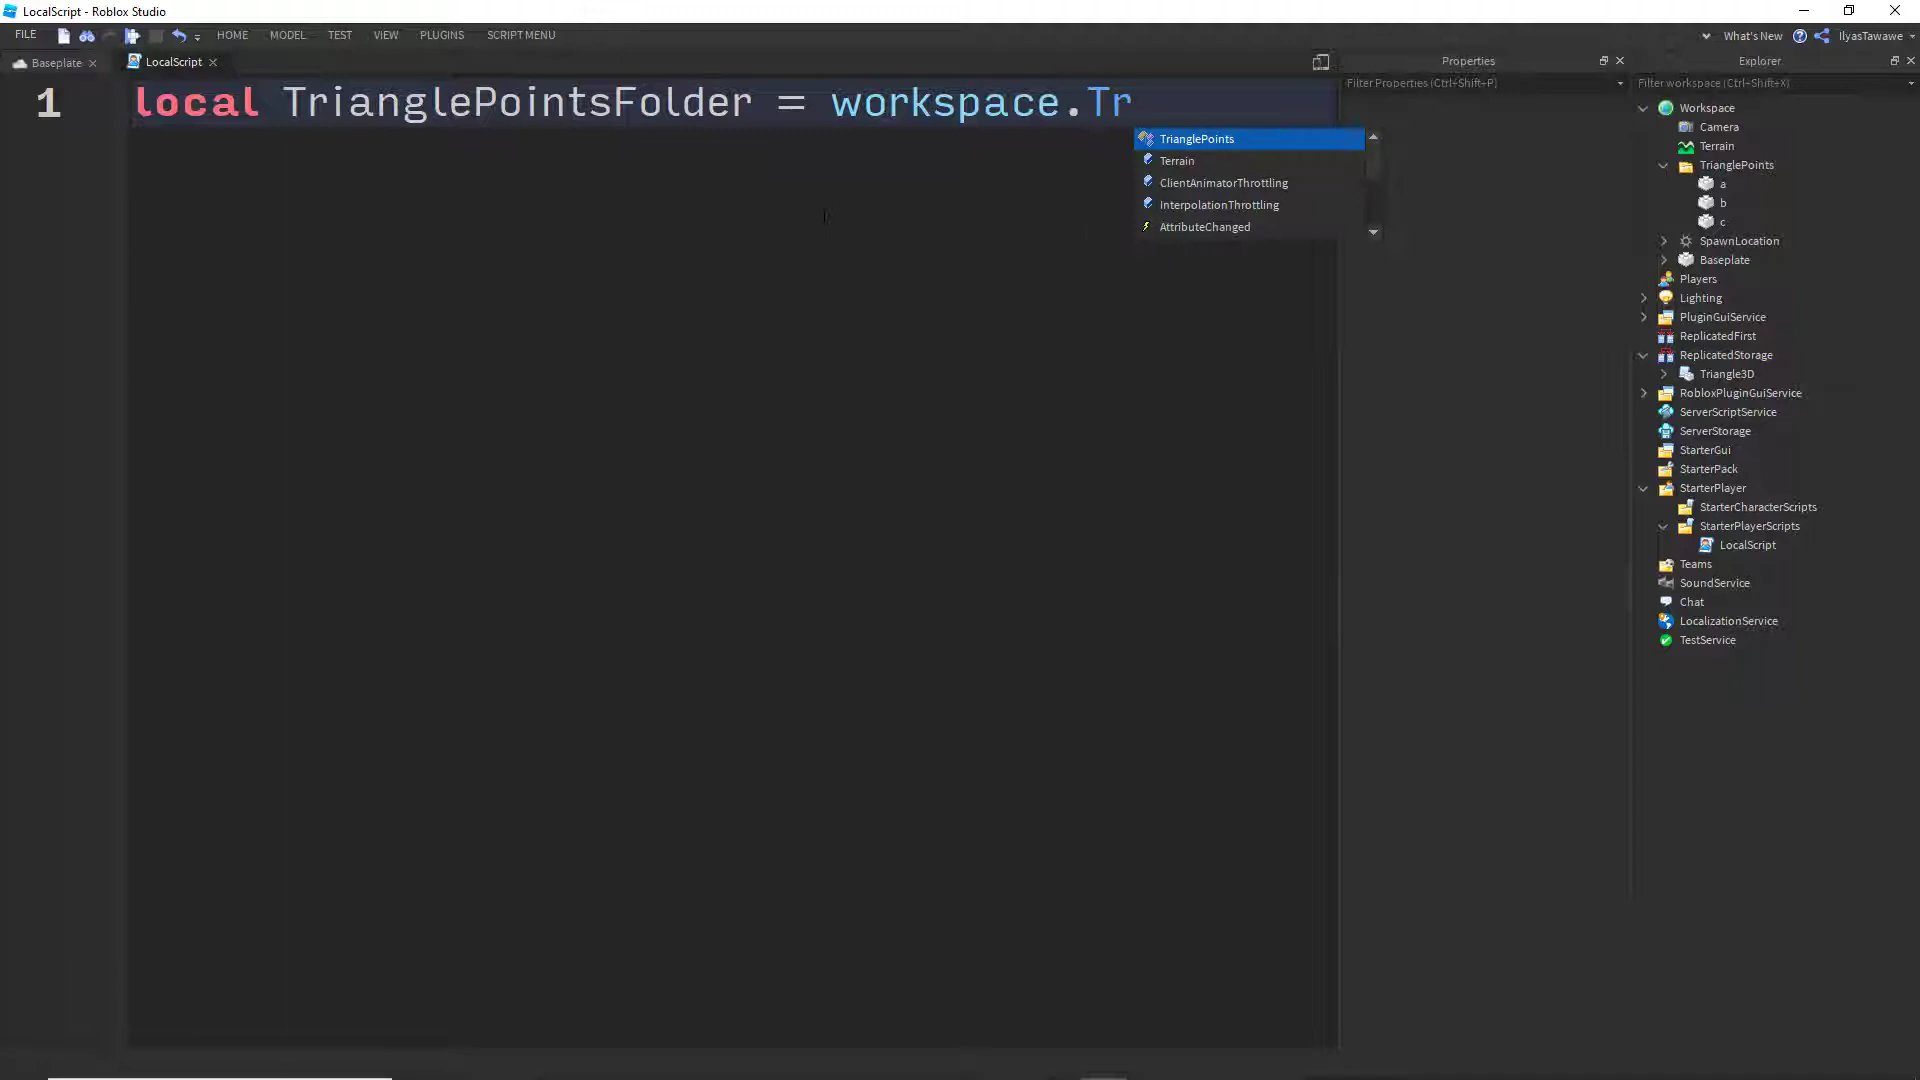 LocalScript - Roblox Studio
FILE HOME MODEL TEST VIEW PLUGINS SCRIPT MENU What's New IlyasTawawe
Baseplate LocalScript
1 local TrianglePointsFolder = workspace.Tr
TrianglePoints
Terrain
ClientAnimatorThrottling
InterpolationThrottling
AttributeChanged
Properties
Filter Properties (Ctrl+Shift+P)
Explorer
Filter workspace (Ctrl+Shift+X)
Workspace
Camera
Terrain
TrianglePoints
a
b
c
SpawnLocation
Baseplate
Players
Lighting
PluginGuiService
ReplicatedFirst
ReplicatedStorage
Triangle3D
RobloxPluginGuiService
ServerScriptService
ServerStorage
StarterGui
StarterPack
StarterPlayer
StarterCharacterScripts
StarterPlayerScripts
LocalScript
Teams
SoundService
Chat
LocalizationService
TestService